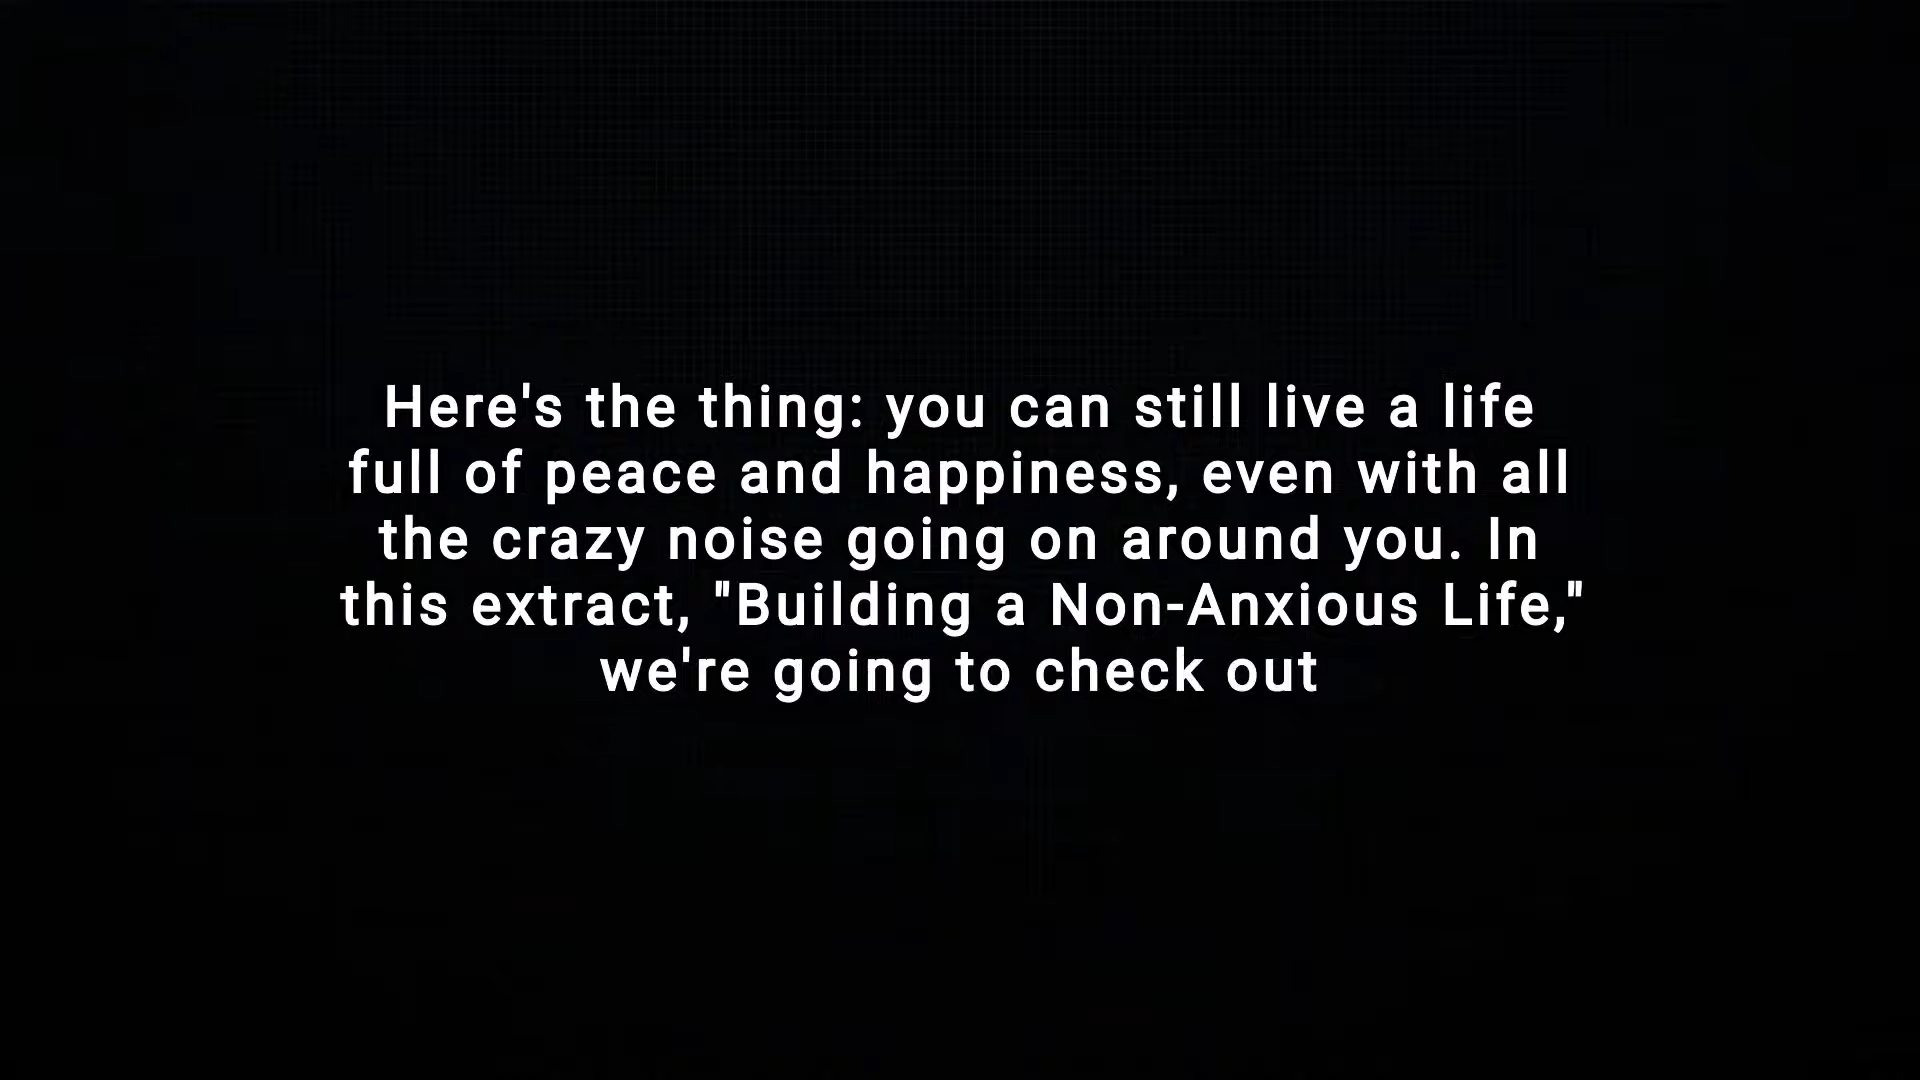 Here's the thing: you can still live a life
full of peace and happiness, even with all
the crazy noise going on around you. In
this extract, "Building a Non-Anxious Life,"
we're going to check out